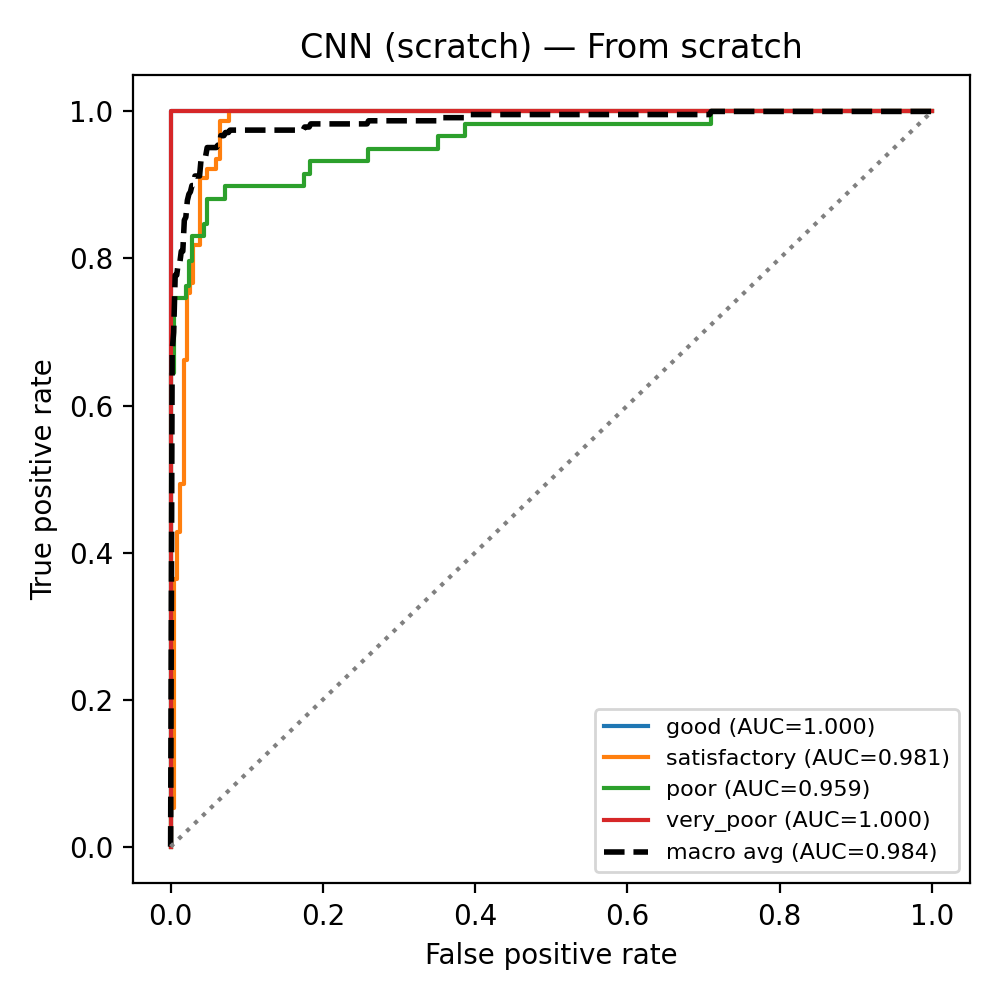 CNN (scratch) — From scratch
True positive rate
1.0
0.8
0.6
0.4
0.2
0.0
0.0 0.2 0.4 0.6 0.8 1.0
False positive rate
good (AUC=1.000)
satisfactory (AUC=0.981)
poor (AUC=0.959)
very_poor (AUC=1.000)
macro avg (AUC=0.984)